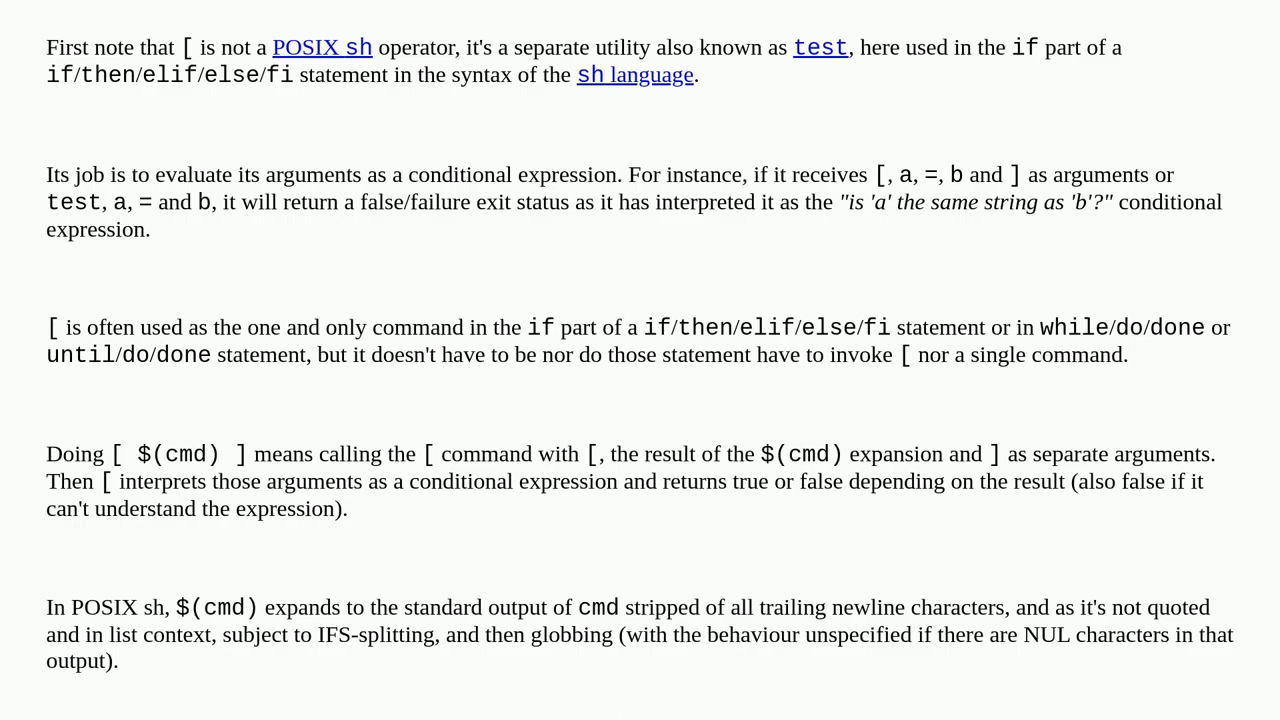 First note that [ is not a POSIX sh operator, it's a separate utility also known as test, here used in the if part of a
if/then/elif/else/fi statement in the syntax of the sh language.
Its job is to evaluate its arguments as a conditional expression. For instance, if it receives [, a, =, b and ] as arguments or
test, a, = and b, it will return a false/failure exit status as it has interpreted it as the "is 'a' the same string as 'b'?" conditional
expression.
[ is often used as the one and only command in the if part of a if/then/elif/else/fi statement or in while/do/done or
until/do/done statement, but it doesn't have to be nor do those statement have to invoke [ nor a single command.
Doing [ $(cmd) ] means calling the [ command with [, the result of the $(cmd) expansion and ] as separate arguments.
Then [ interprets those arguments as a conditional expression and returns true or false depending on the result (also false if it
can't understand the expression).
In POSIX sh, $(cmd) expands to the standard output of cmd stripped of all trailing newline characters, and as it's not quoted
and in list context, subject to IFS-splitting, and then globbing (with the behaviour unspecified if there are NUL characters in that
output).